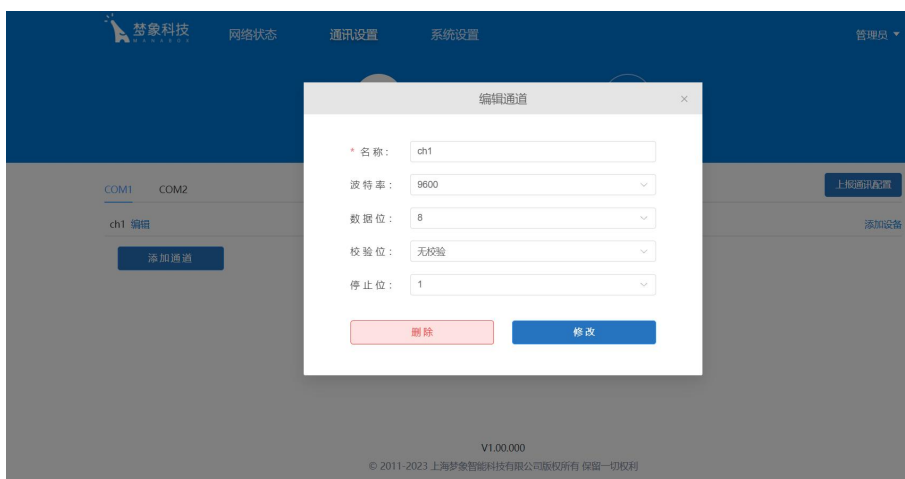 梦象科技
MANARDS
网络状态
通讯设置
系统设置
管理员
编辑通道
×
* 名称: ch1
波特率: 9600
数据位: 8
校验位: 无校验
停止位: 1
删除
修改
COM1
COM2
上报通讯配置
ch1 编辑
添加设备
添加通道
V1.00.000
© 2011-2023 上海梦象智能科技有限公司版权所有 保留一切权利